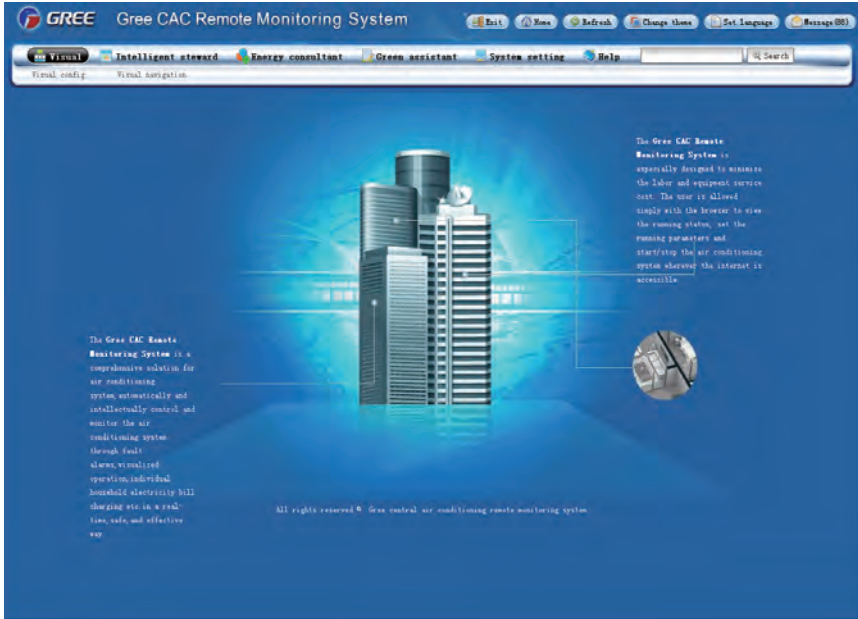 GREE Gree CAC Remote Monitoring System
Exit Home Refresh Change theme Set Language Message(88)
Visual Intelligent steward Energy consultant Green assistant System setting Help Search
Visual config Visual navigation
The Gree CAC Remote
Monitoring System is
especially designed to minimize
the labor and equipment service
cost. The user is allowed
simply with the browser to view
the running status, set the
running parameters and
start/stop the air conditioning
system wherever the internet is
accessible.
The Gree CAC Remote
Monitoring System is a
comprehensive solution for
air conditioning
system,automatically and
intellectually control and
monitor the air
conditioning system
through fault
alarms,visualized
operation,individual
household electricity bill
charging etc.in a real-
time,safe,and effective
way.
All rights reserved © Gree central air conditioning remote monitoring system